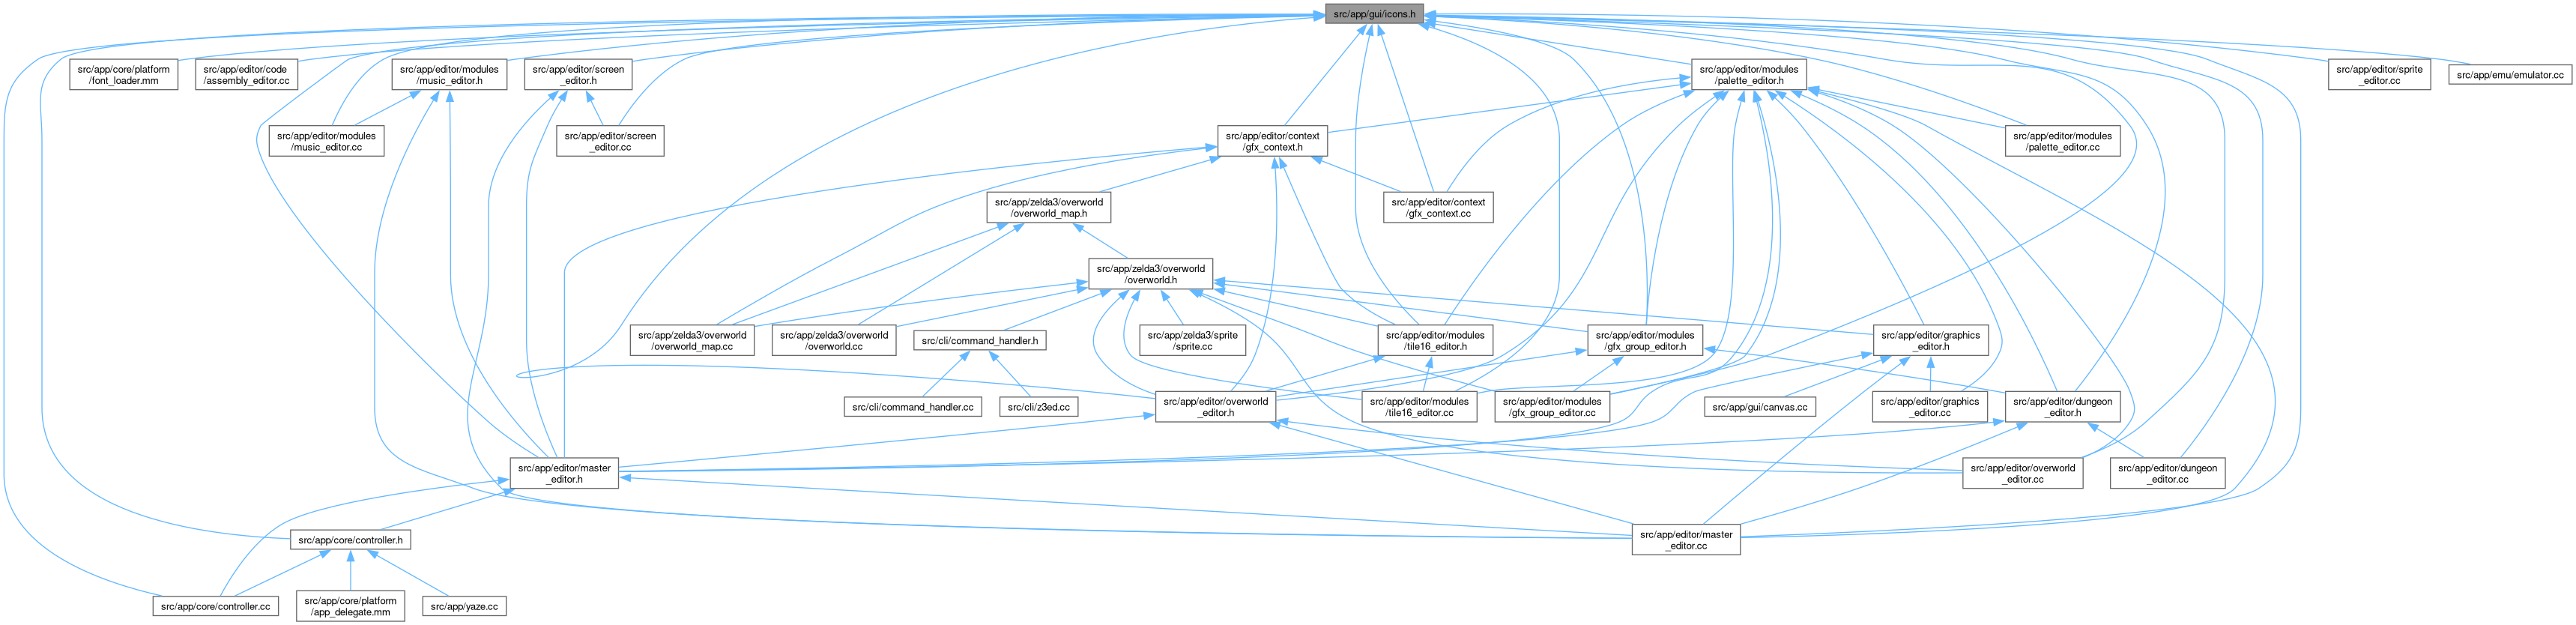 src/app/gui/icons.h
src/app/core/platform
/font_loader.mm
src/app/editor/code
/assembly_editor.cc
src/app/editor/modules
/music_editor.h
src/app/editor/screen
_editor.h
src/app/editor/modules
/palette_editor.h
src/app/editor/sprite
_editor.cc
src/app/emu/emulator.cc
src/app/editor/modules
/music_editor.cc
src/app/editor/screen
_editor.cc
src/app/editor/context
/gfx_context.h
src/app/editor/modules
/palette_editor.cc
src/app/zelda3/overworld
/overworld_map.h
src/app/editor/context
/gfx_context.cc
src/app/zelda3/overworld
/overworld.h
src/app/zelda3/overworld
/overworld_map.cc
src/app/zelda3/overworld
/overworld.cc
src/cli/command_handler.h
src/app/zelda3/sprite
/sprite.cc
src/app/editor/modules
/tile16_editor.h
src/app/editor/modules
/gfx_group_editor.h
src/app/editor/graphics
_editor.h
src/cli/command_handler.cc
src/cli/z3ed.cc
src/app/editor/overworld
_editor.h
src/app/editor/modules
/tile16_editor.cc
src/app/editor/modules
/gfx_group_editor.cc
src/app/gui/canvas.cc
src/app/editor/graphics
_editor.cc
src/app/editor/dungeon
_editor.h
src/app/editor/master
_editor.h
src/app/editor/overworld
_editor.cc
src/app/editor/dungeon
_editor.cc
src/app/core/controller.h
src/app/editor/master
_editor.cc
src/app/core/controller.cc
src/app/core/platform
/app_delegate.mm
src/app/yaze.cc